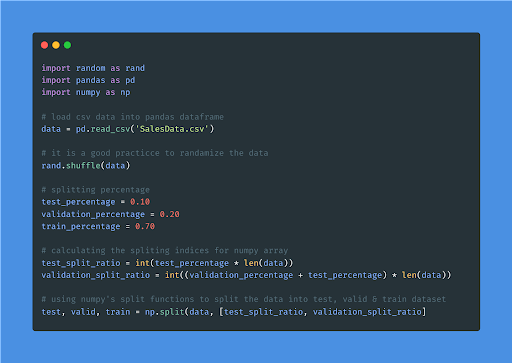 import random as rand
import pandas as pd
import numpy as np
# load csv data into pandas dataframe
data = pd.read_csv('SalesData.csv')
# it is a good practicce to randamize the data
rand.shuffle(data)
# splitting percentage
test_percentage = 0.10
validation_percentage = 0.20
train_percentage = 0.70
# calculating the spliting indices for numpy array
test_split_ratio = int(test_percentage * len(data))
validation_split_ratio = int((validation_percentage + test_percentage) * len(data))
# using numpy's split functions to split the data into test, valid & train dataset
test, valid, train = np.split(data, [test_split_ratio, validation_split_ratio]